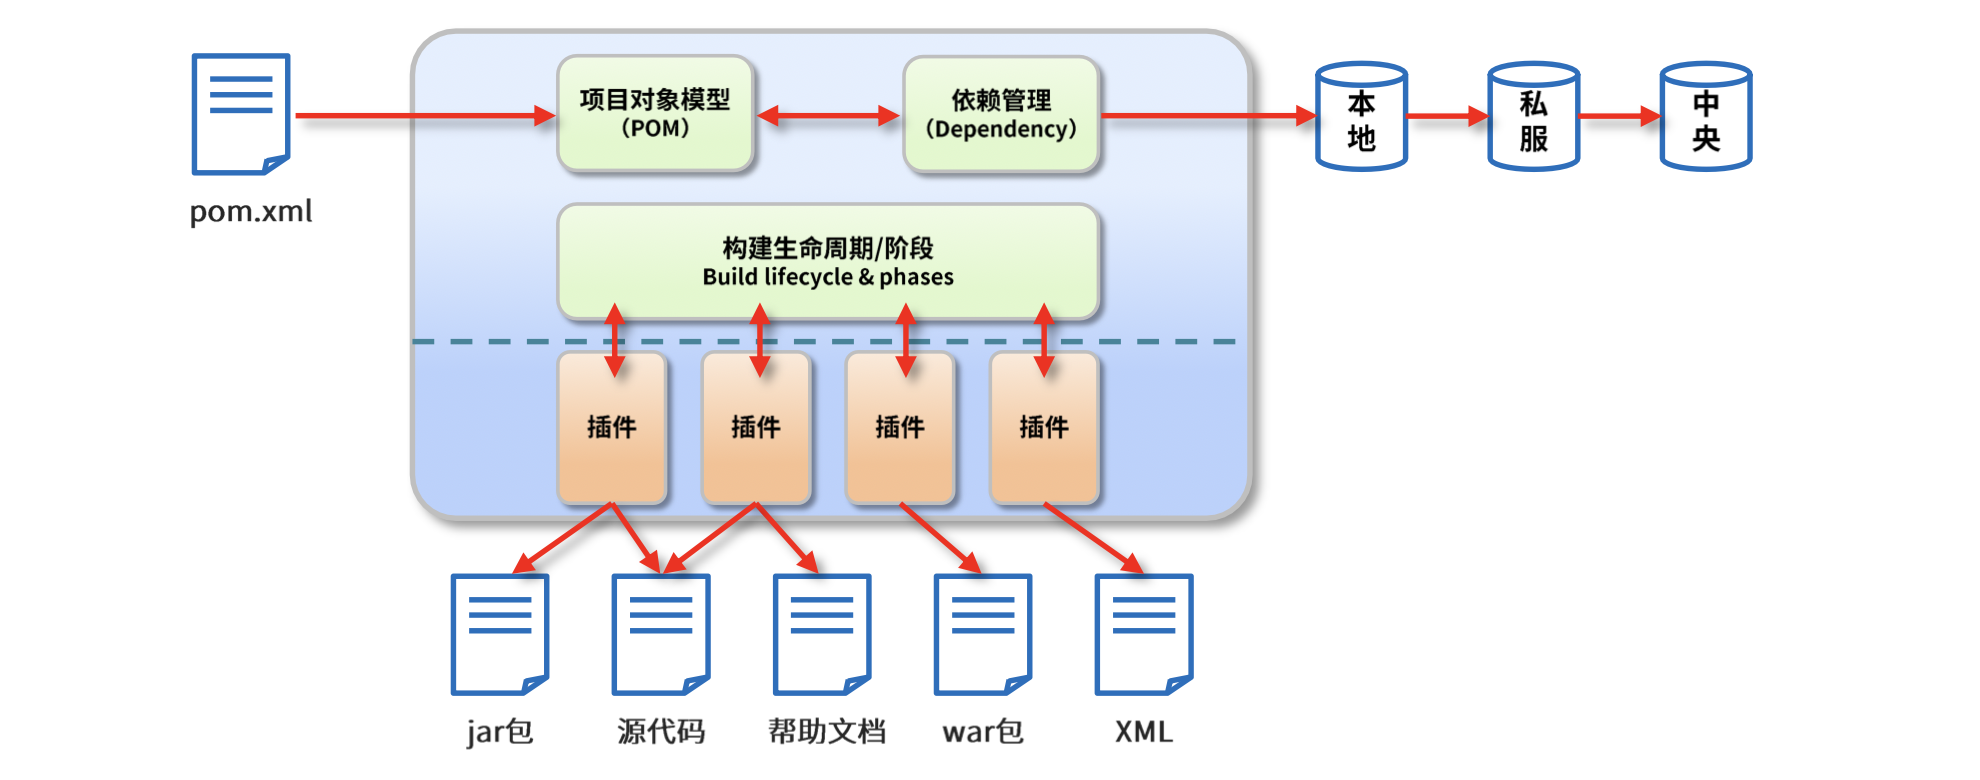 项目对象模型
（POM）
依赖管理
（Dependency）
本
地
私
服
中
央
pom.xml
构建生命周期/阶段
Build lifecycle & phases
插件
插件
插件
插件
jar包
源代码
帮助文档
war包
XML